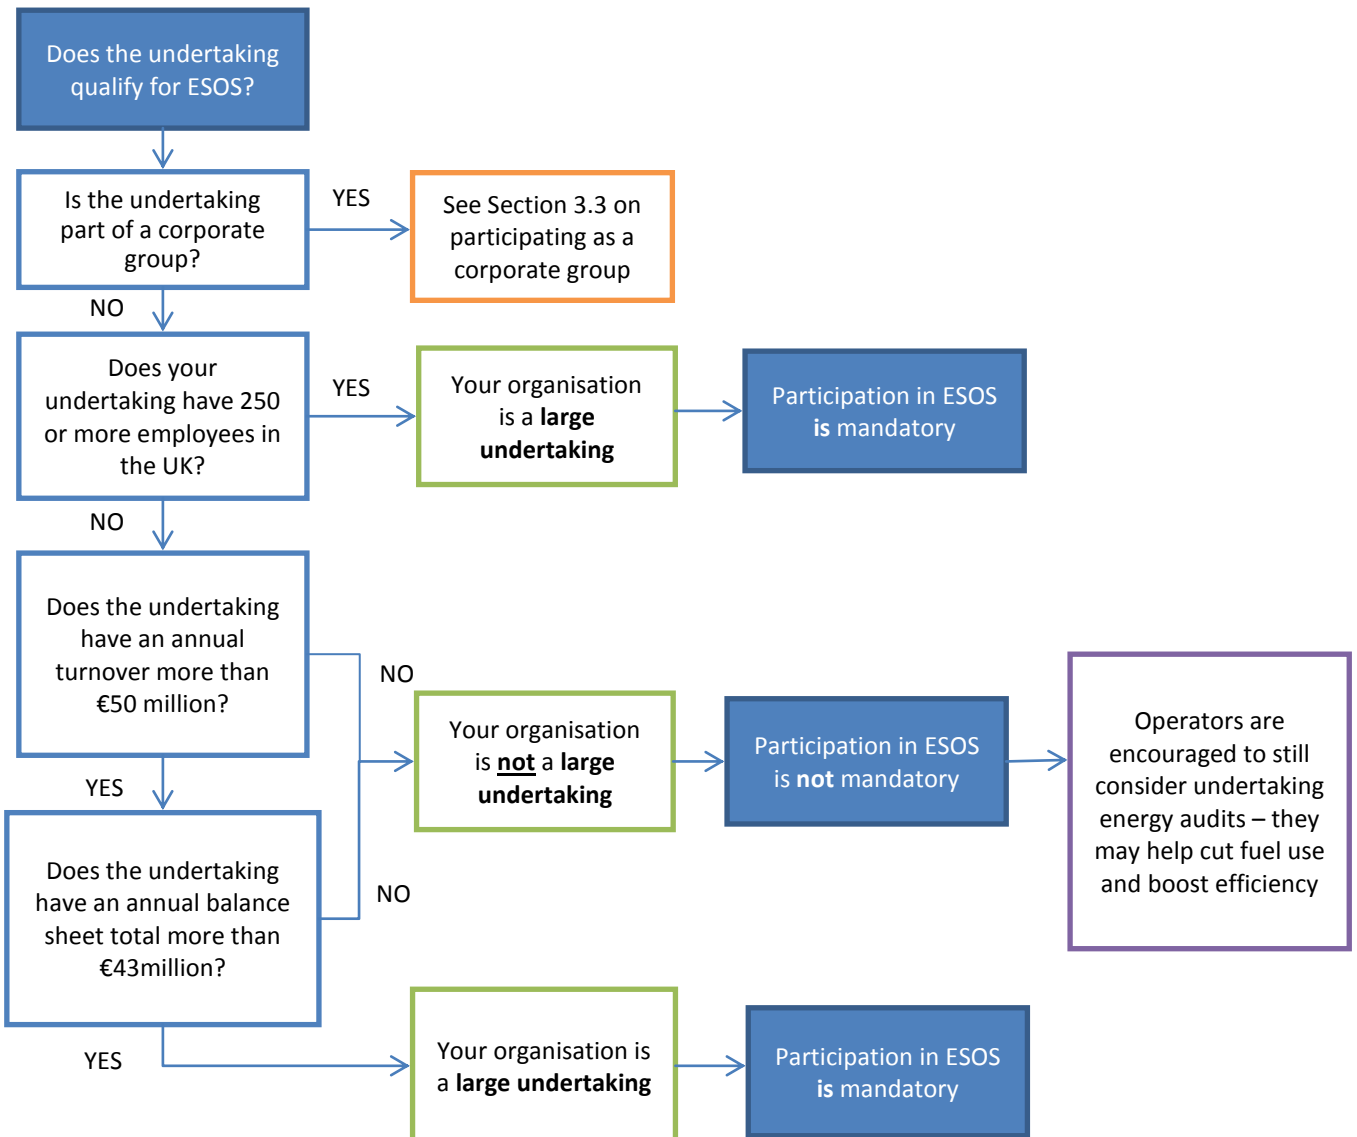 Does the undertaking
qualify for ESOS?
Is the undertaking
part of a corporate
group?
YES
See Section 3.3 on
participating as a
corporate group
NO
Does your
undertaking have 250
or more employees in
the UK?
YES
Your organisation
is a large
undertaking
Participation in ESOS
is mandatory
NO
Does the undertaking
have an annual
turnover more than
€50 million?
NO
Your organisation
is not a large
undertaking
Participation in ESOS
is not mandatory
Operators are
encouraged to still
consider undertaking
energy audits – they
may help cut fuel use
and boost efficiency
YES
Does the undertaking
have an annual balance
sheet total more than
€43million?
NO
YES
Your organisation is
a large undertaking
Participation in ESOS
is mandatory